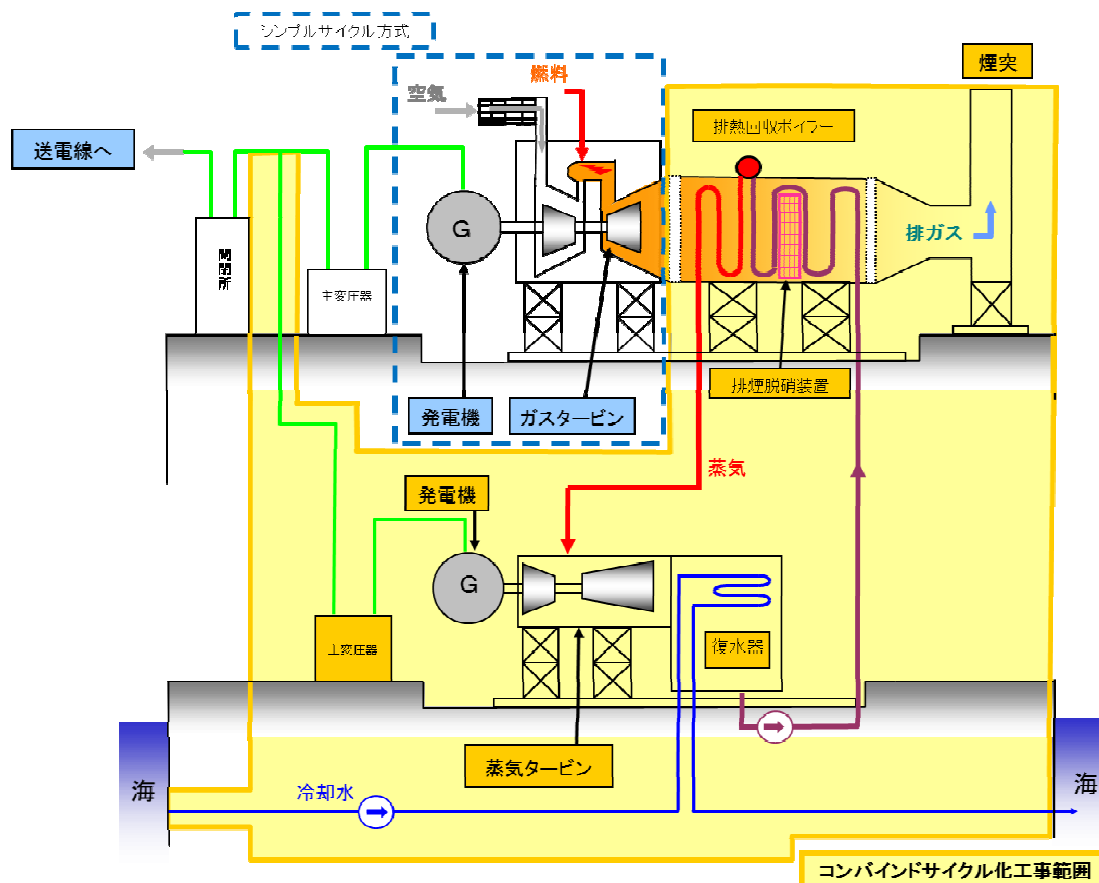 シンプルサイクル方式
煙突
燃料
空気
排熱回収ボイラー
送電線へ
G
排ガス
開閉所
主変圧器
排煙脱硝装置
発電機
ガスタービン
蒸気
発電機
G
復水器
主変圧器
蒸気タービン
海
冷却水
海
コンバインドサイクル化工事範囲